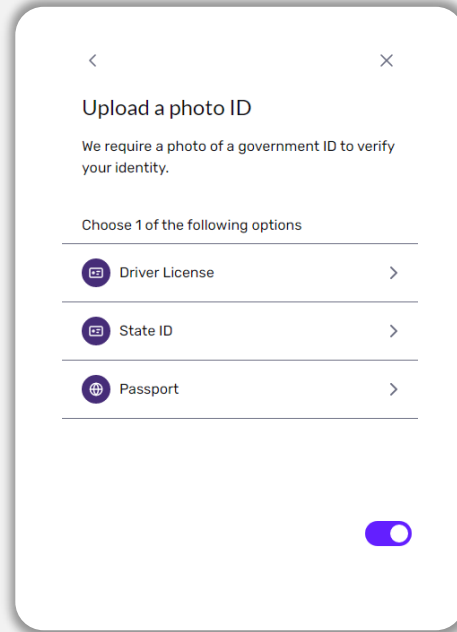 Upload a photo ID
We require a photo of a government ID to verify
your identity.
Choose 1 of the following options
Driver License
State ID
Passport